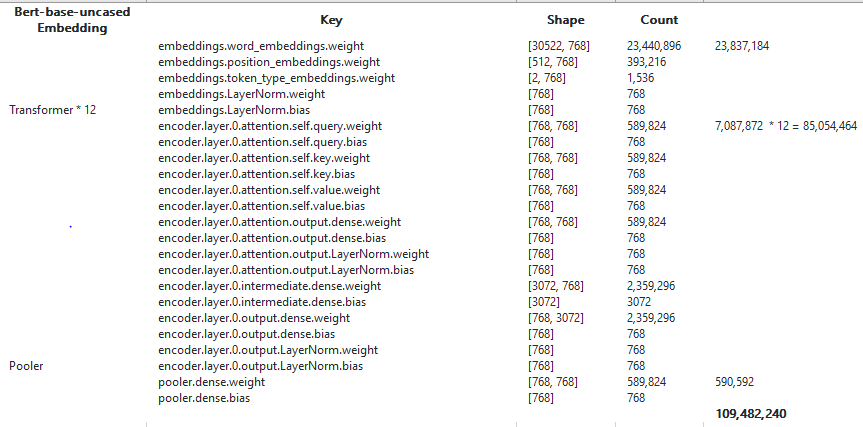 Bert-base-uncased Embedding Key Shape Count
embeddings.word_embeddings.weight [30522, 768] 23,440,896 23,837,184
embeddings.position_embeddings.weight [512, 768] 393,216
embeddings.token_type_embeddings.weight [2, 768] 1,536
embeddings.LayerNorm.weight [768] 768
Transformer * 12 embeddings.LayerNorm.bias [768] 768
encoder.layer.0.attention.self.query.weight [768, 768] 589,824 7,087,872 * 12 = 85,054,464
encoder.layer.0.attention.self.query.bias [768] 768
encoder.layer.0.attention.self.key.weight [768, 768] 589,824
encoder.layer.0.attention.self.key.bias [768] 768
encoder.layer.0.attention.self.value.weight [768, 768] 589,824
encoder.layer.0.attention.self.value.bias [768] 768
encoder.layer.0.attention.output.dense.weight [768, 768] 589,824
encoder.layer.0.attention.output.dense.bias [768] 768
encoder.layer.0.attention.output.LayerNorm.weight [768] 768
encoder.layer.0.attention.output.LayerNorm.bias [768] 768
encoder.layer.0.intermediate.dense.weight [3072, 768] 2,359,296
encoder.layer.0.intermediate.dense.bias [3072] 3072
encoder.layer.0.output.dense.weight [768, 3072] 2,359,296
encoder.layer.0.output.dense.bias [768] 768
encoder.layer.0.output.LayerNorm.weight [768] 768
Pooler encoder.layer.0.output.LayerNorm.bias [768] 768
pooler.dense.weight [768, 768] 589,824 590,592
pooler.dense.bias [768] 768
109,482,240